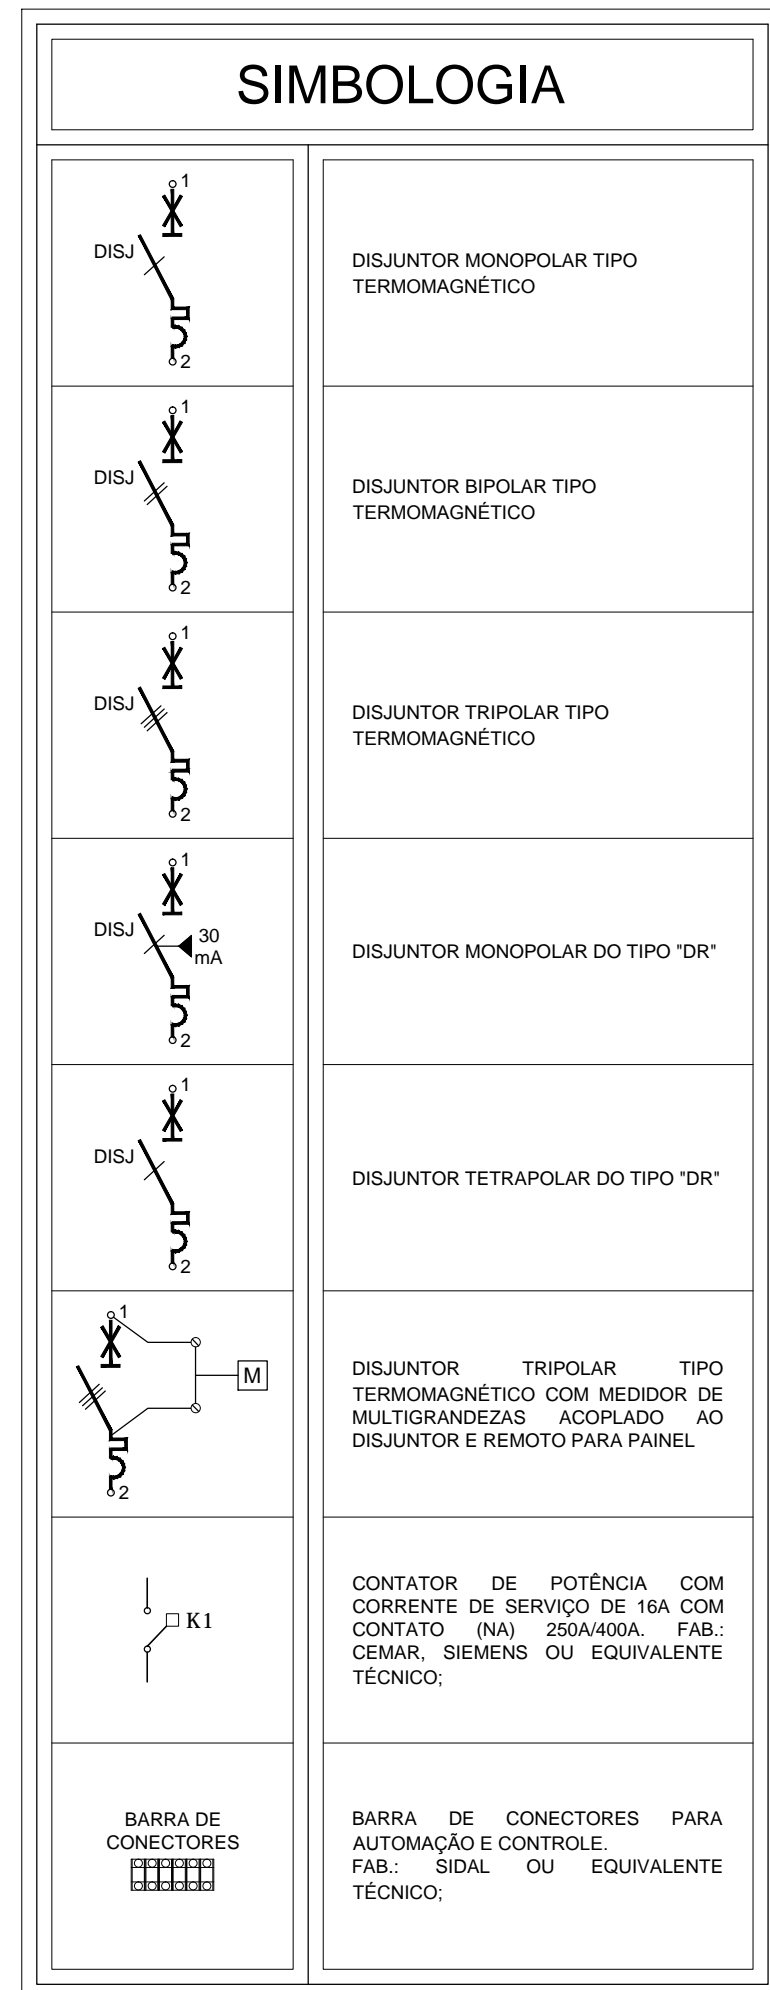 SIMBOLOGIA
1
DISJ
2
DISJUNTOR MONOPOLAR TIPO
TERMOMAGNÉTICO
1
DISJ
2
DISJUNTOR BIPOLAR TIPO
TERMOMAGNÉTICO
1
DISJ
2
DISJUNTOR TRIPOLAR TIPO
TERMOMAGNÉTICO
1
DISJ
30
mA
2
DISJUNTOR MONOPOLAR DO TIPO "DR"
1
DISJ
2
DISJUNTOR TETRAPOLAR DO TIPO "DR"
1
M
2
DISJUNTOR TRIPOLAR TIPO
TERMOMAGNÉTICO COM MEDIDOR DE
MULTIGRANDEZAS ACOPLADO AO
DISJUNTOR E REMOTO PARA PAINEL
K1
CONTATOR DE POTÊNCIA COM
CORRENTE DE SERVIÇO DE 16A COM
CONTATO (NA) 250A/400A. FAB.:
CEMAR, SIEMENS OU EQUIVALENTE
TÉCNICO;
BARRA DE
CONECTORES
BARRA DE CONECTORES PARA
AUTOMAÇÃO E CONTROLE.
FAB.: SIDAL OU EQUIVALENTE
TÉCNICO;